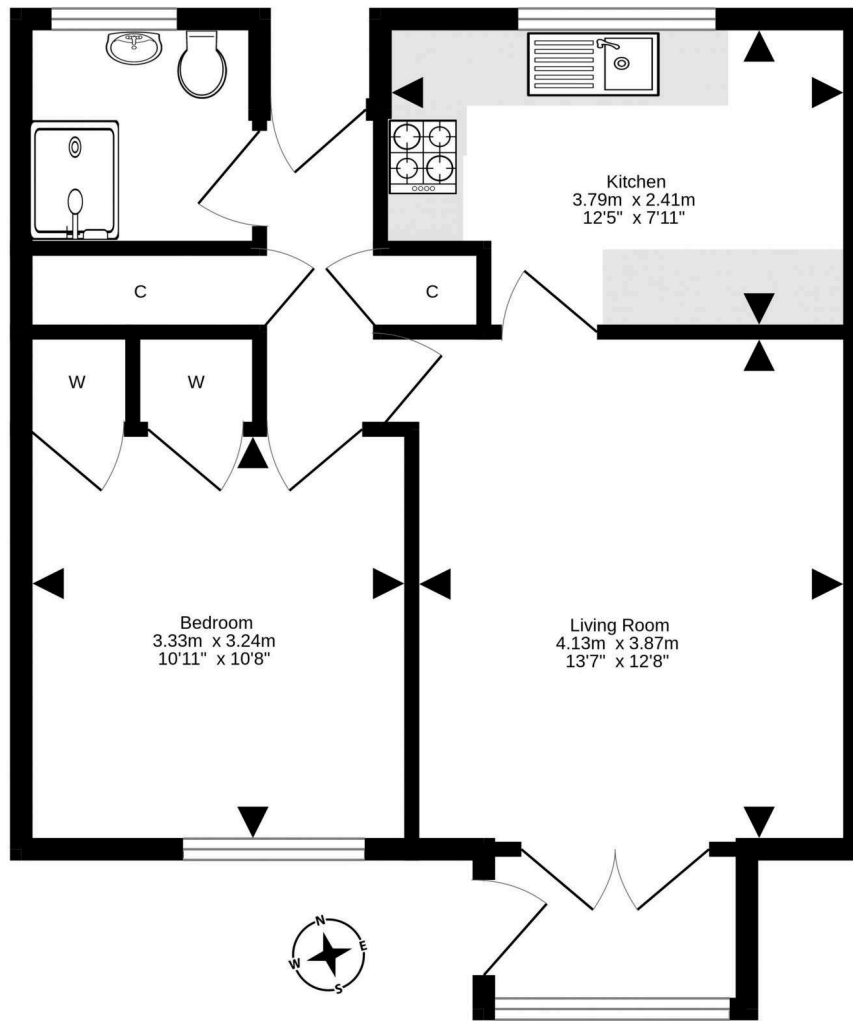 Kitchen
3.79m x 2.41m
12'5" x 7'11"
C
C
W
W
Bedroom
3.33m x 3.24m
10'11" x 10'8"
Living Room
4.13m x 3.87m
13'7" x 12'8"
N
E
W
S